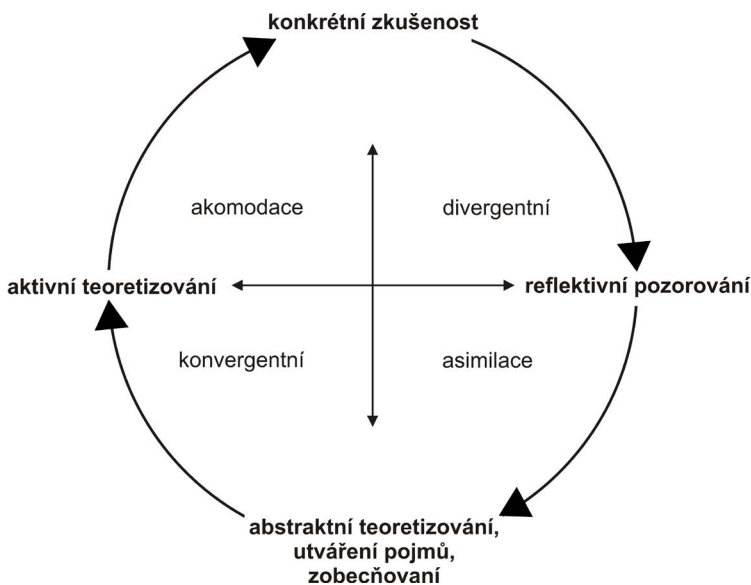 konkrétní zkušenost
akomodace
divergentní
aktivní teoretizování
reflektivní pozorování
konvergentní
asimilace
abstraktní teoretizování,
utváření pojmů,
zobecňovaní